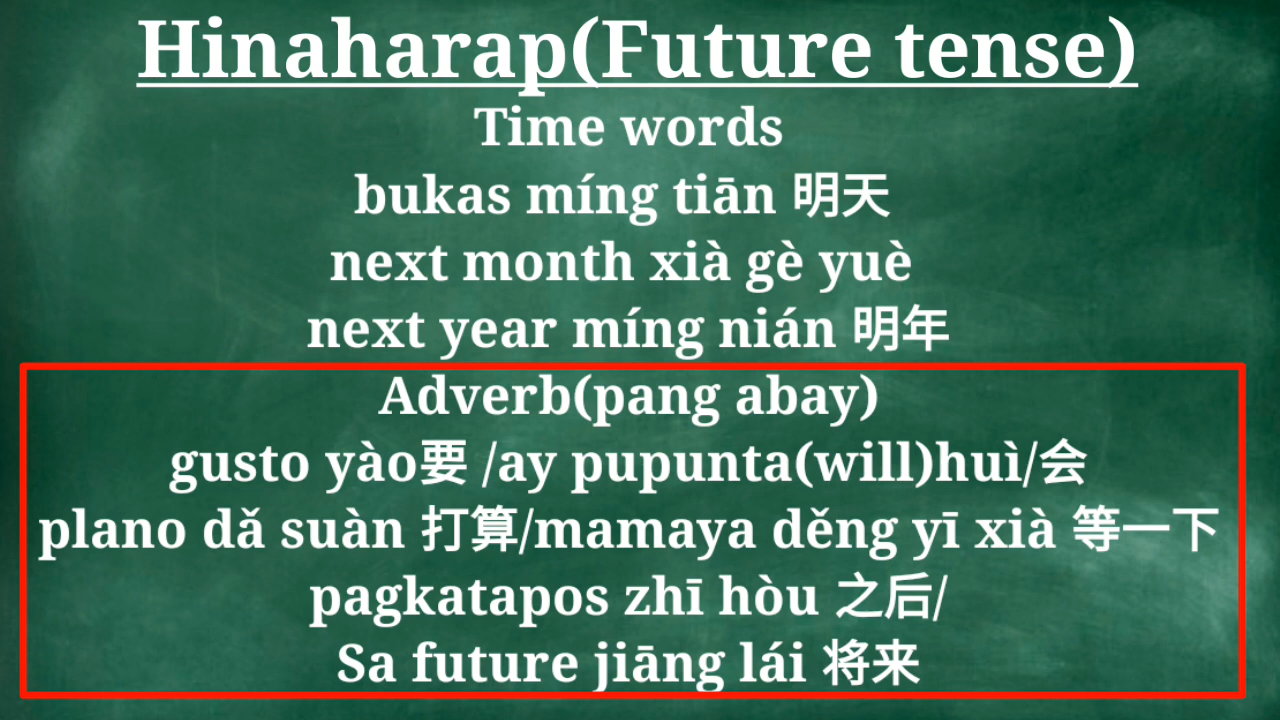 Hinaharap(Future tense)
Time words
bukas míng tiān 明天
next month xià gè yuè
next year míng nián 明年
Adverb(pang abay)
gusto yào要 /ay pupunta(will)huì/会
plano dǎ suàn 打算/mamaya děng yī xià 等一下
pagkatapos zhī hòu 之后/
Sa future jiāng lái 将来